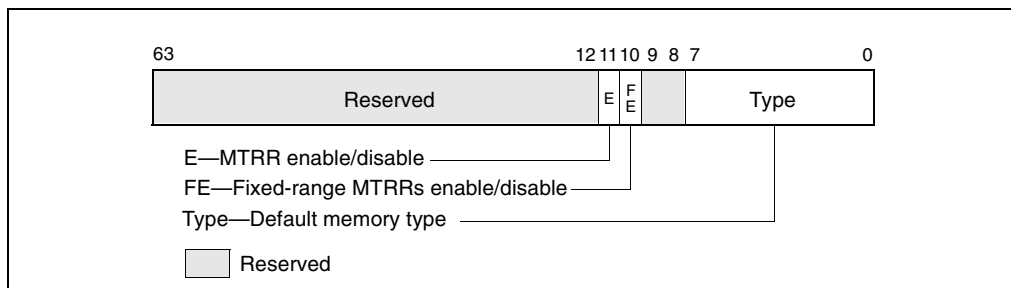 63 12 11 10 9 8 7 0
Reserved E F E Type
E—MTRR enable/disable
FE—Fixed-range MTRRs enable/disable
Type—Default memory type
Reserved